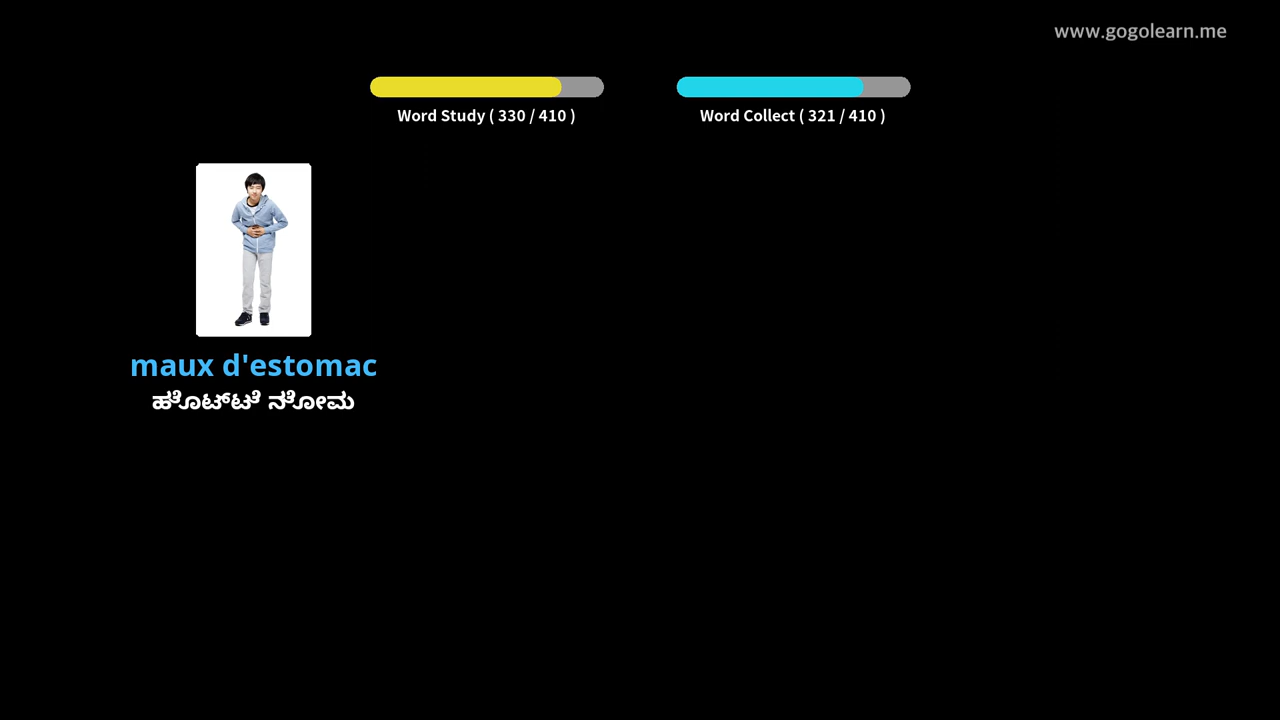 www.gogolearn.me
Word Study ( 330 / 410 )
Word Collect ( 321 / 410 )
maux d'estomac
ಹೊಟ್ಟೆ ನೋವು